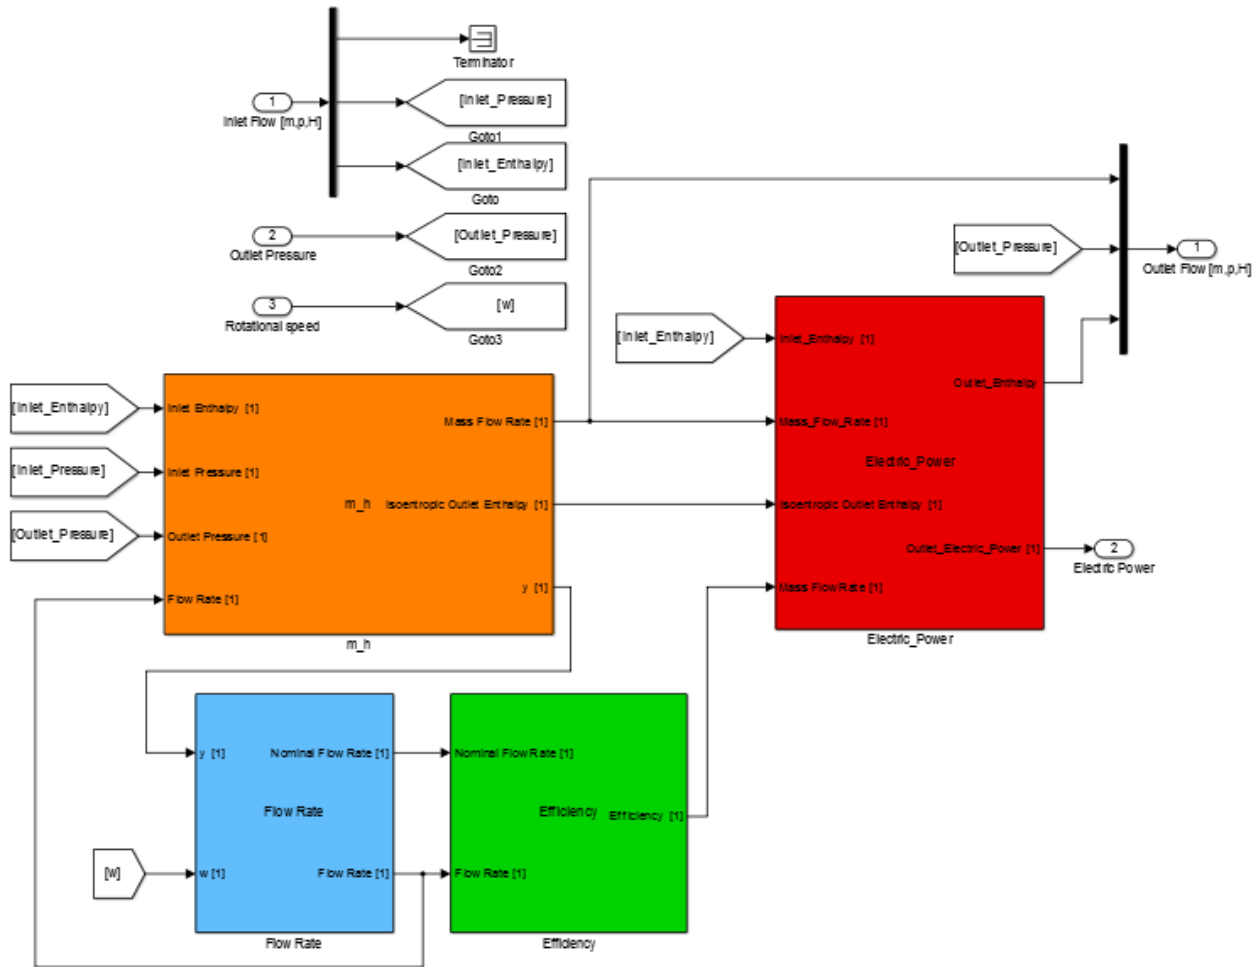 Terminator
1
Inlet Flow [m,p,H]
[Inlet_Pressure]
Goto1
[Inlet_Enthalpy]
Goto
2
Outlet Pressure
[Outlet_Pressure]
Goto2
3
Rotational speed
[w]
Goto3
[Outlet_Pressure]
1
Outlet Flow [m,p,H]
[Inlet_Enthalpy]
[Inlet_Pressure]
[Outlet_Pressure]
Inlet Enthalpy [1]
Inlet Pressure [1]
Outlet Pressure [1]
Flow Rate [1]
m_h
Mass Flow Rate [1]
Isoentropic Outlet Enthalpy [1]
y [1]
m_h
[Inlet_Enthalpy]
Inlet_Enthalpy [1]
Mass_Flow_Rate [1]
Isoentropic Outlet Enthalpy [1]
Mass Flow Rate [1]
Electric_Power
Outlet_Enthalpy
Outlet_Electric_Power [1]
Electric_Power
2
Electric Power
[w]
y [1]
w [1]
Flow Rate
Nominal Flow Rate [1]
Flow Rate [1]
Flow Rate
Nominal Flow Rate [1]
Flow Rate [1]
Efficiency
Efficiency [1]
Efficiency